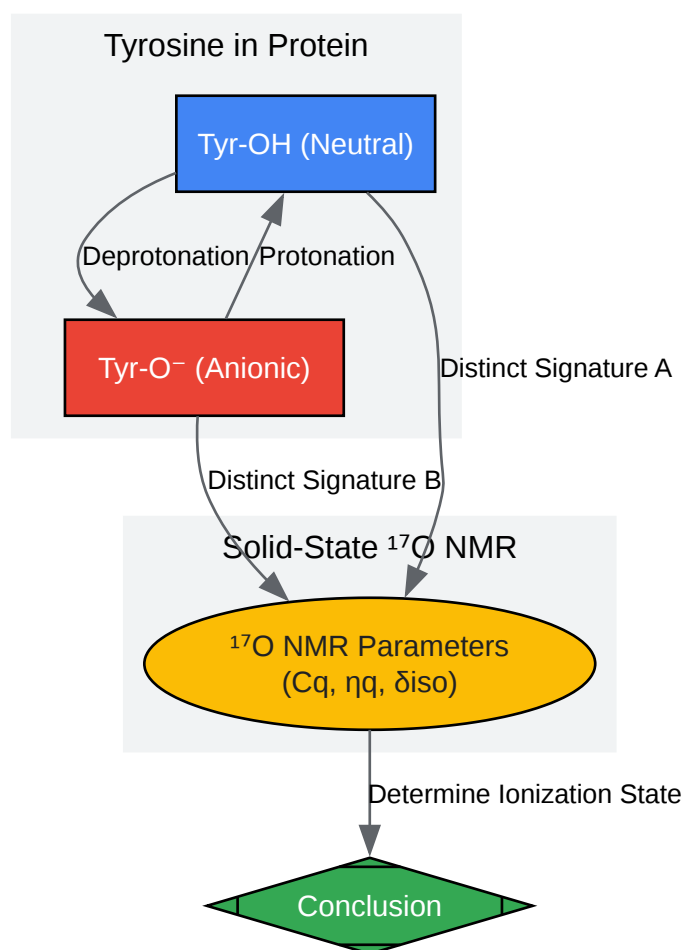 Tyrosine in Protein
Tyr-OH (Neutral)
Deprotonation
Protonation
Tyr-O⁻ (Anionic)
Distinct Signature A
Distinct Signature B
Solid-State ¹⁷O NMR
¹⁷O NMR Parameters
(Cq, ηq, δiso)
Determine Ionization State
Conclusion